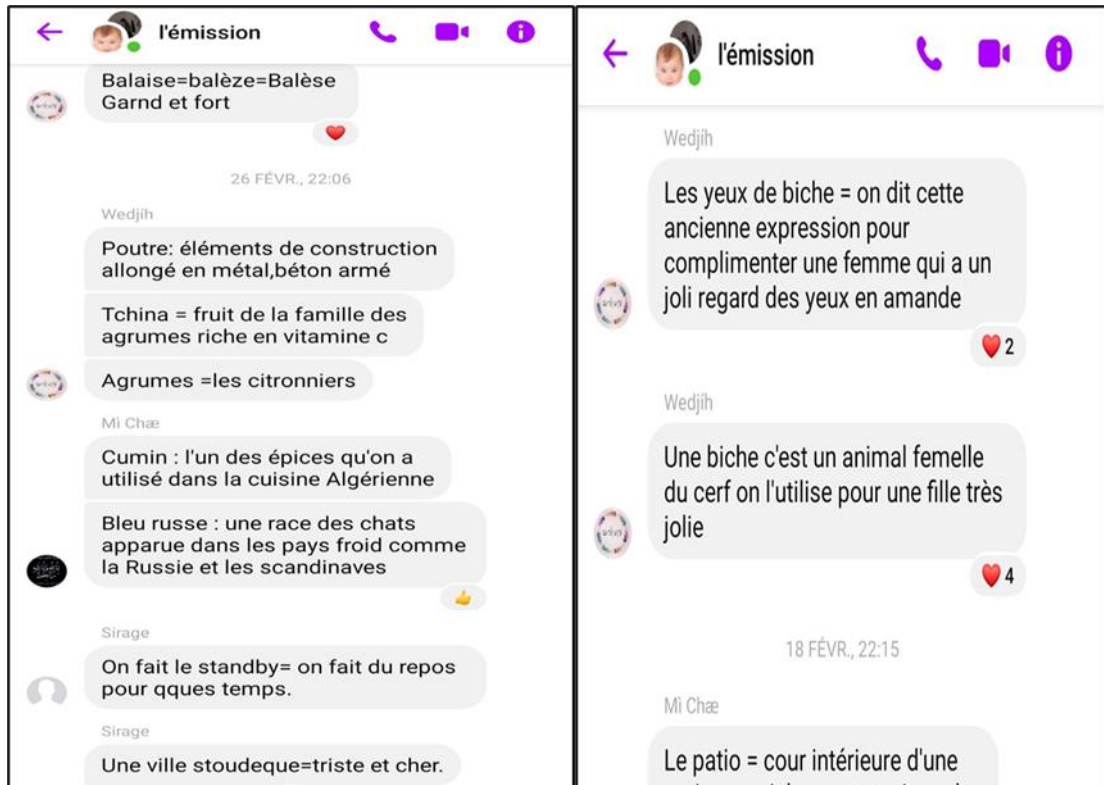 l'émission
Balaise=balèze=Balèse
Garnd et fort
26 FÉVR., 22:06
Wedjíh
Poutre: éléments de construction
allongé en métal,béton armé
Tchina = fruit de la famille des
agrumes riche en vitamine c
Agrumes =les citronniers
Mì Chæ
Cumin : l'un des épices qu'on a
utilisé dans la cuisine Algérienne
Bleu russe : une race des chats
apparue dans les pays froid comme
la Russie et les scandinaves
Sirage
On fait le standby= on fait du repos
pour qques temps.
Sirage
Une ville stoudeque=triste et cher.
l'émission
Wedjíh
Les yeux de biche = on dit cette
ancienne expression pour
complimenter une femme qui a un
joli regard des yeux en amande
2
Wedjíh
Une biche c'est un animal femelle
du cerf on l'utilise pour une fille très
jolie
4
18 FÉVR., 22:15
Mì Chæ
Le patio = cour intérieure d'une